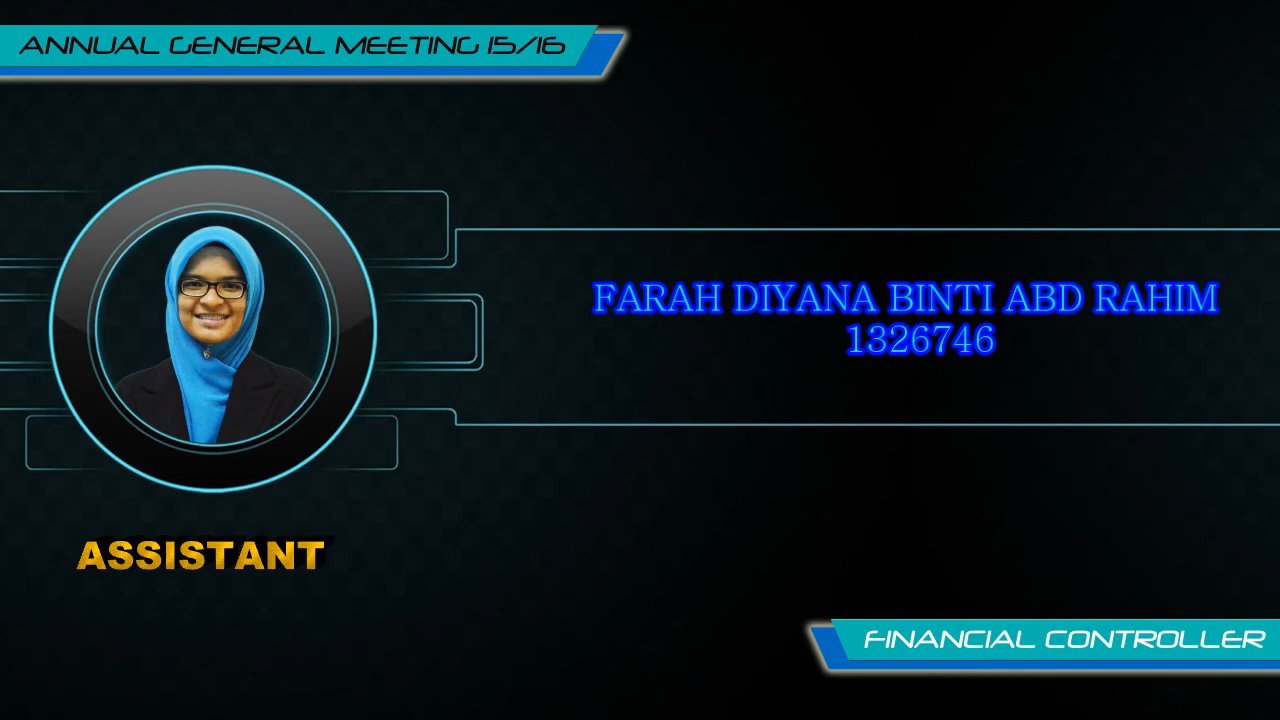 ANNUAL GENERAL MEETING 15/16
FARAH DIYANA BINTI ABD RAHIM
1326746
ASSISTANT
FINANCIAL CONTROLLER